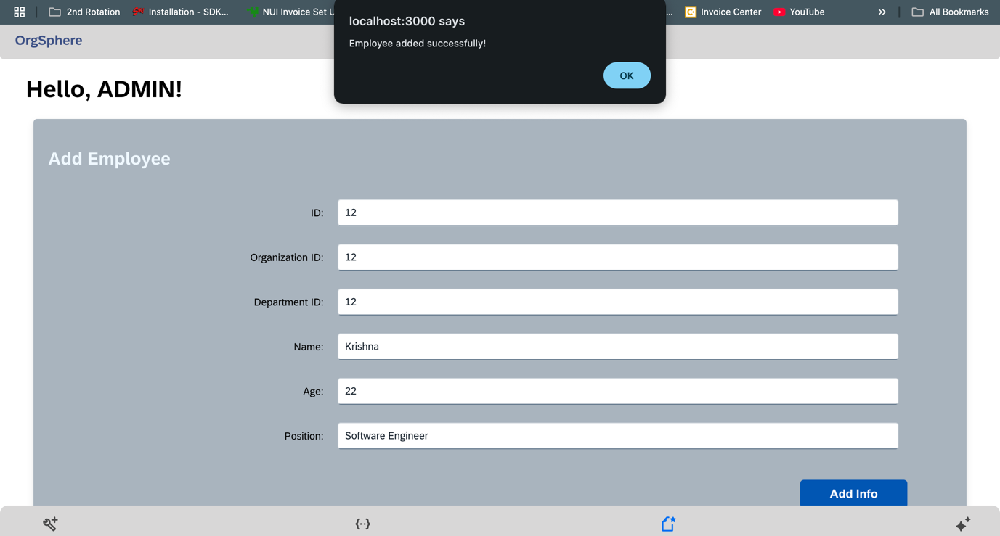 2nd Rotation
Installation - SDK...
NUI Invoice Set U
...
Invoice Center
YouTube
All Bookmarks
localhost:3000 says
Employee added successfully!
OK
OrgSphere
Hello, ADMIN!
Add Employee
ID: 12
Organization ID: 12
Department ID: 12
Name: Krishna
Age: 22
Position: Software Engineer
Add Info